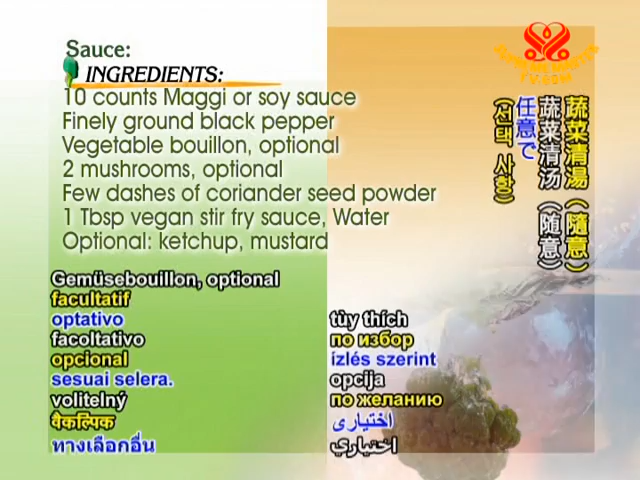 SUPREME MASTER
TV.COM
Sauce:
INGREDIENTS:
10 counts Maggi or soy sauce
Finely ground black pepper
Vegetable bouillon, optional
2 mushrooms, optional
Few dashes of coriander seed powder
1 Tbsp vegan stir fry sauce, Water
Optional: ketchup, mustard
蔬菜清湯（隨意）
蔬菜清汤（随意）
任意で
(선택 사항)
Gemüsebouillon, optional
facultatif
optativo
facoltativo
opcional
sesuai selera.
volitelný
वैकल्पिक
ทางเลือกอื่น
tùy thích
по избор
ízlés szerint
opcija
по желанию
اختیاری
اختياري